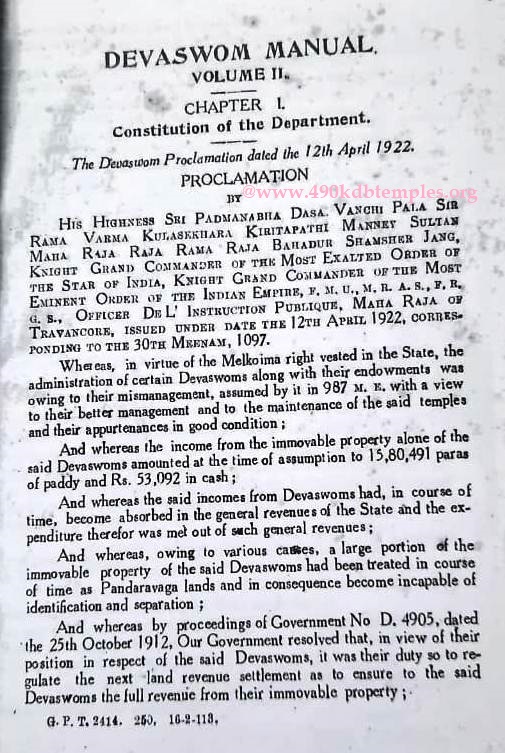 DEVASWOM MANUAL.
VOLUME II.
CHAPTER I.
Constitution of the Department.
The Devaswom Proclamation dated the 12th April 1922.
PROCLAMATION
@www.490kdbtemples.org
BY
HIS HIGHNESS SRI PADMANABHA DASA VANCHI PALA SIR
RAMA VARMA KULASEKHARA KIRITAPATHI MANNEY SULTAN
MAHA RAJA RAJA RAMA RAJA BAHADUR SHAMSHER JANG,
KNIGHT GRAND COMMANDER OF THE MOST EXALTED ORDER OF
THE STAR OF INDIA, KNIGHT GRAND COMMANDER OF THE MOST
EMINENT ORDER OF THE INDIAN EMPIRE, F. M. U., M. R. A. S., F. R.
G. S., OFFICER DE L' INSTRUCTION PUBLIQUE, MAHA RAJA OF
TRAVANCORE, ISSUED UNDER DATE THE 12TH APRIL 1922, CORRES-
PONDING TO THE 30TH MEENAM, 1097.
Whereas, in virtue of the Melkoima right vested in the State, the
administration of certain Devaswoms along with their endowments was
owing to their mismanagement, assumed by it in 987 M. E. with a view
to their better management and to the maintenance of the said temples
and their appurtenances in good condition ;
And whereas the income from the immovable property alone of the
said Devaswoms amounted at the time of assumption to 15,80,491 paras
of paddy and Rs. 53,092 in cash ;
And whereas the said incomes from Devaswoms had, in course of
time, become absorbed in the general revenues of the State and the ex-
penditure therefor was met out of such general revenues ;
And whereas, owing to various causes, a large portion of the
immovable property of the said Devaswoms had been treated in course
of time as Pandaravaga lands and in consequence become incapable of
identification and separation ;
And whereas by proceedings of Government No D. 4905, dated
the 25th October 1912, Our Government resolved that, in view of their
position in respect of the said Devaswoms, it was their duty so to re-
gulate the next land revenue settlement as to ensure to the said
Devaswoms the full revenue from their immovable property ;
G. P. T. 2414. 250. 16-2-118.